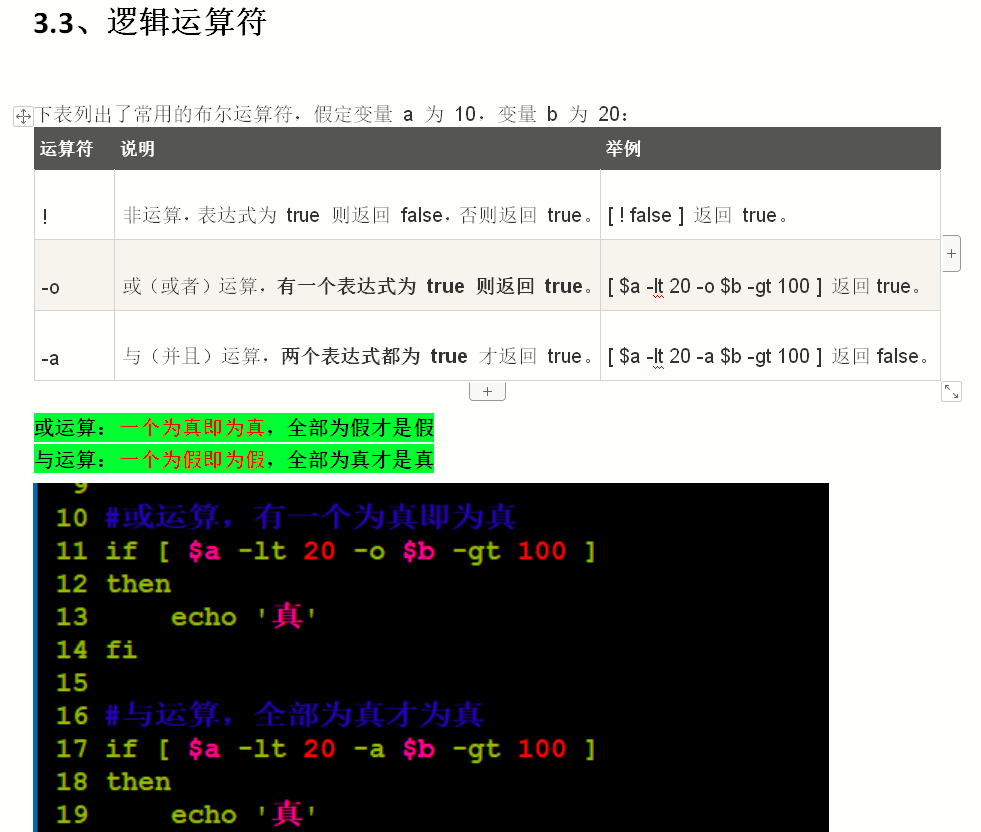 3.3、逻辑运算符
下表列出了常用的布尔运算符，假定变量 a 为 10，变量 b 为 20：
运算符 说明 举例
! 非运算，表达式为 true 则返回 false，否则返回 true。 [ ! false ] 返回 true。
-o 或（或者）运算，有一个表达式为 true 则返回 true。 [ $a -lt 20 -o $b -gt 100 ] 返回 true。
-a 与（并且）运算，两个表达式都为 true 才返回 true。 [ $a -lt 20 -a $b -gt 100 ] 返回 false。
或运算：一个为真即为真，全部为假才是假
与运算：一个为假即为假，全部为真才是真
9
10 #或运算，有一个为真即为真
11 if [ $a -lt 20 -o $b -gt 100 ]
12 then
13 echo '真'
14 fi
15
16 #与运算，全部为真才为真
17 if [ $a -lt 20 -a $b -gt 100 ]
18 then
19 echo '真'